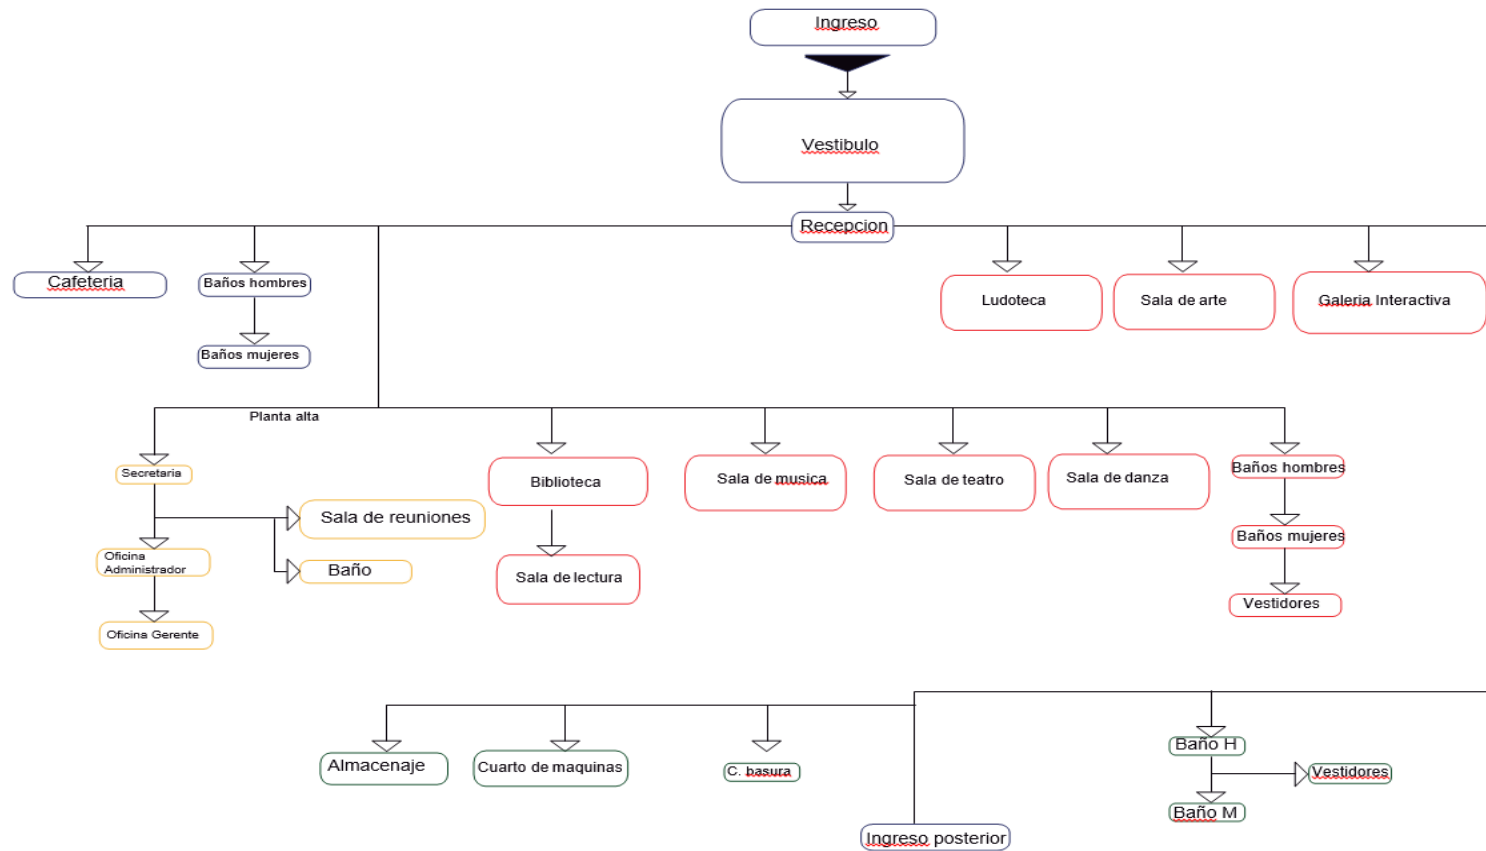 Ingreso
Vestibulo
Recepcion
Cafeteria
Baños hombres
Ludoteca
Sala de arte
Galeria Interactiva
Baños mujeres
Planta alta
Secretaria
Biblioteca
Sala de musica
Sala de teatro
Sala de danza
Baños hombres
Sala de reuniones
Baños mujeres
Oficina
Administrador
Baño
Sala de lectura
Vestidores
Oficina Gerente
Almacenaje
Cuarto de maquinas
C. basura
Baño H
Vestidores
Baño M
Ingreso posterior